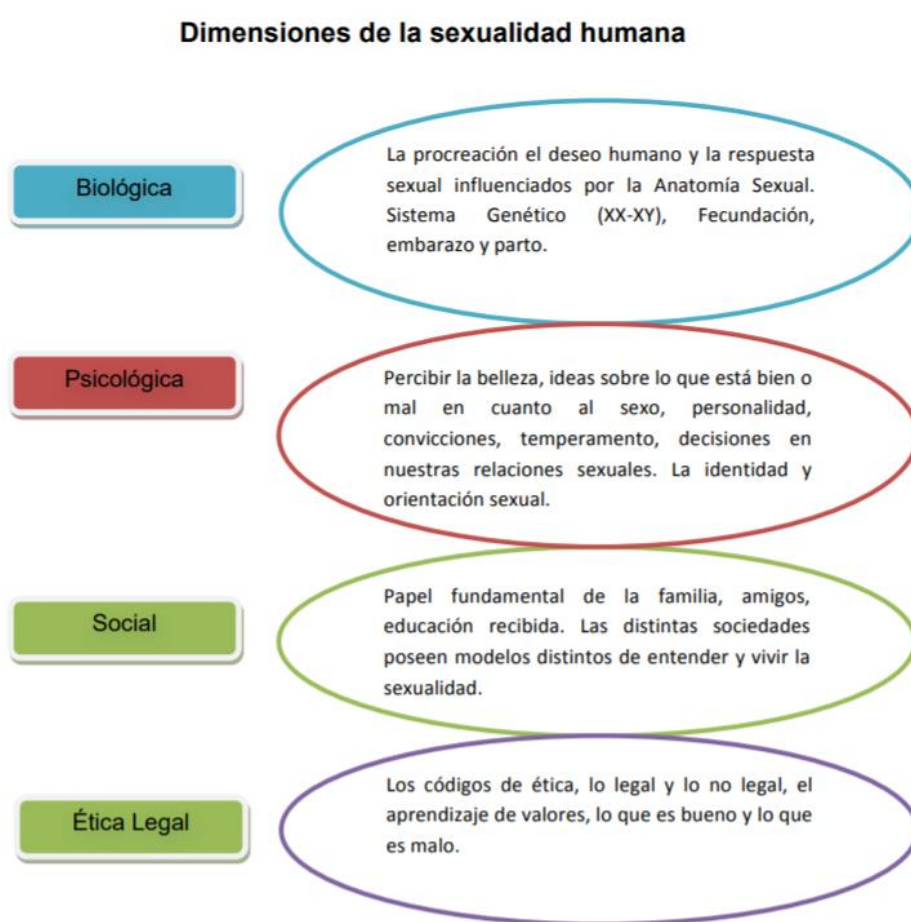 Dimensiones de la sexualidad humana
Biológica
La procreación el deseo humano y la respuesta
sexual influenciados por la Anatomía Sexual.
Sistema Genético (XX-XY), Fecundación,
embarazo y parto.
Psicológica
Percibir la belleza, ideas sobre lo que está bien o
mal en cuanto al sexo, personalidad,
convicciones, temperamento, decisiones en
nuestras relaciones sexuales. La identidad y
orientación sexual.
Social
Papel fundamental de la familia, amigos,
educación recibida. Las distintas sociedades
poseen modelos distintos de entender y vivir la
sexualidad.
Ética Legal
Los códigos de ética, lo legal y lo no legal, el
aprendizaje de valores, lo que es bueno y lo que
es malo.